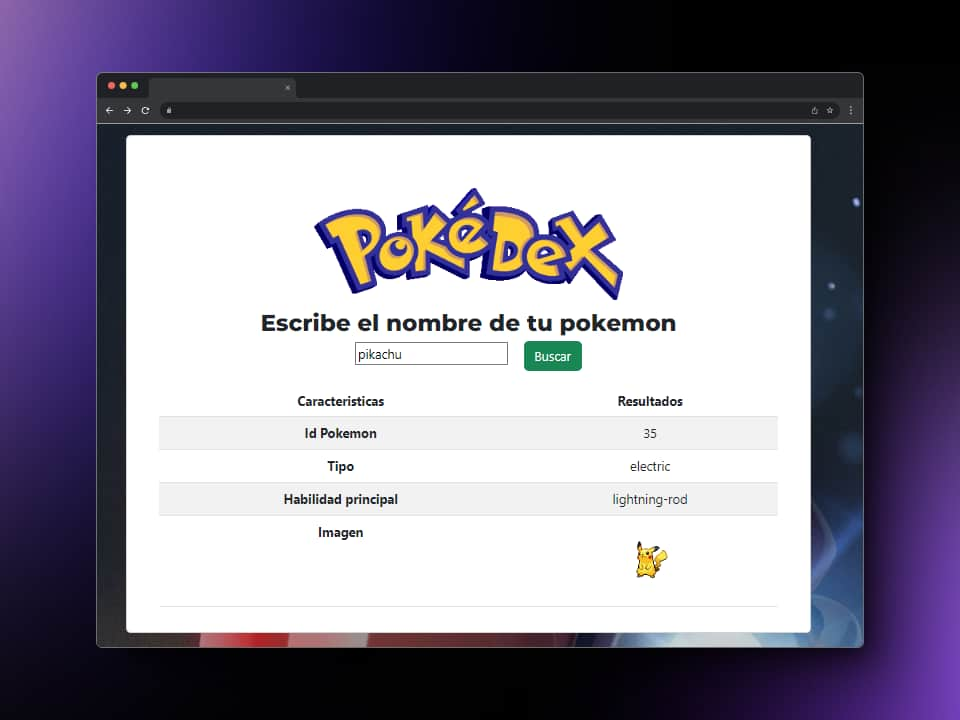 PokéDex
Escribe el nombre de tu pokemon
pikachu Buscar
Caracteristicas Resultados
Id Pokemon 35
Tipo electric
Habilidad principal lightning-rod
Imagen